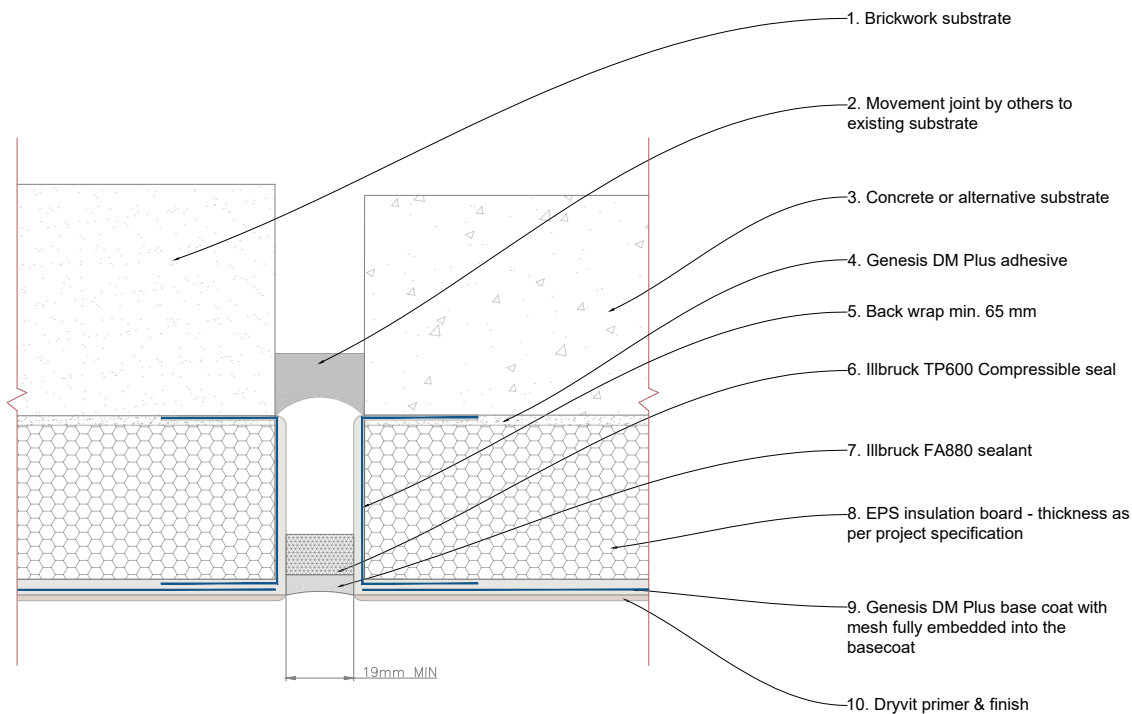 1. Brickwork substrate
2. Movement joint by others to
existing substrate
3. Concrete or alternative substrate
4. Genesis DM Plus adhesive
5. Back wrap min. 65 mm
6. Illbruck TP600 Compressible seal
7. Illbruck FA880 sealant
8. EPS insulation board - thickness as
per project specification
9. Genesis DM Plus base coat with
mesh fully embedded into the
basecoat
19mm MIN
10. Dryvit primer & finish